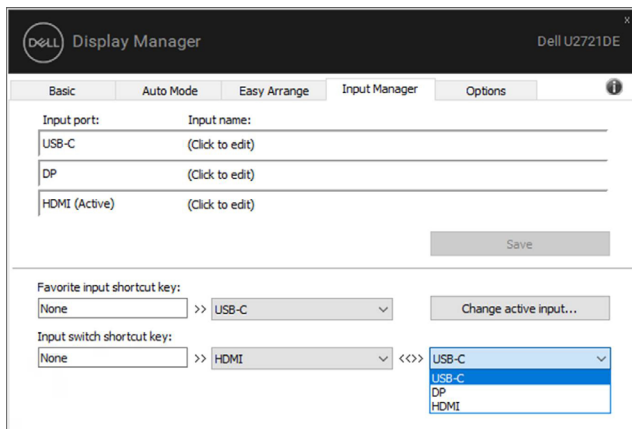 x
DELL Display Manager Dell U2721DE
Basic Auto Mode Easy Arrange Input Manager Options i
Input port: Input name:
USB-C (Click to edit)
DP (Click to edit)
HDMI (Active) (Click to edit)
Save
Favorite input shortcut key:
None >> USB-C Change active input...
Input switch shortcut key:
None >> HDMI <<>> USB-C
USB-C
DP
HDMI